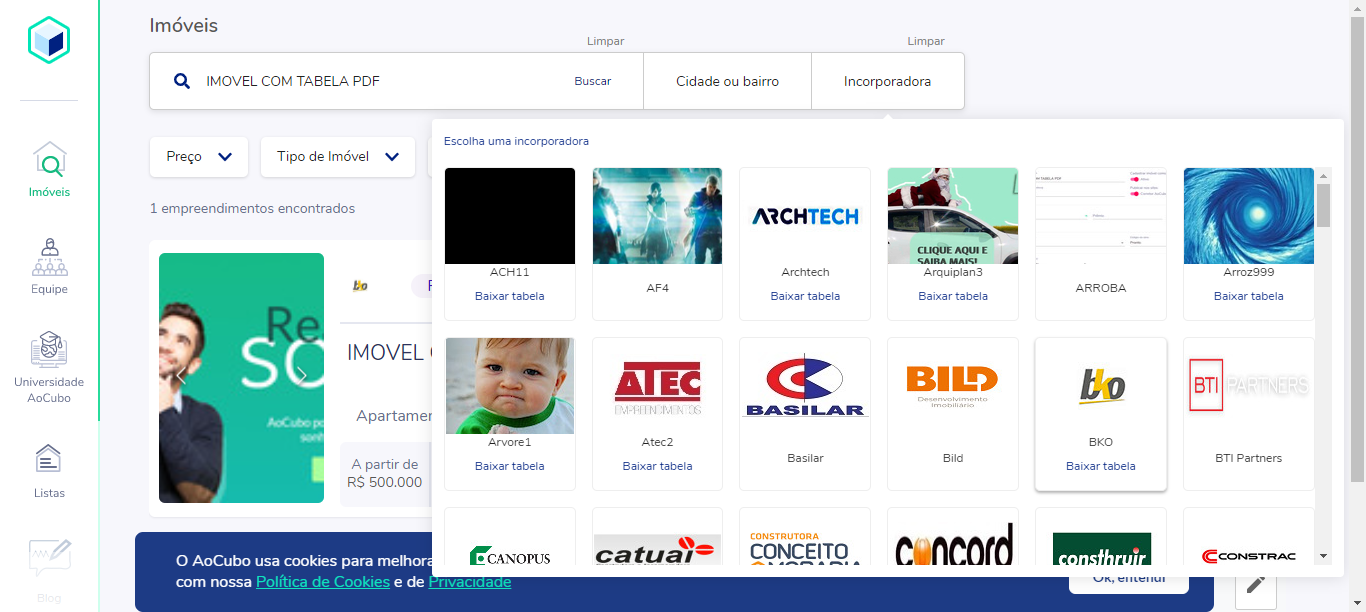 Imóveis
Limpar
Limpar
IMOVEL COM TABELA PDF
Buscar
Cidade ou bairro
Incorporadora
Escolha uma incorporadora
Preço
Tipo de Imóvel
1 empreendimentos encontrados
Imóveis
Equipe
Universidade
AoCubo
Listas
Blog
bko
Re
SO
IMOVEL
Apartamen
AoCubo po
A partir de
R$ 500.000
ACH11
Baixar tabela
AF4
ARCHTECH
Archtech
Baixar tabela
CLIQUE AQUI E
SAIBA MAIS!
Arquiplan3
Baixar tabela
ARROBA
Arroz999
Baixar tabela
Arvore1
Baixar tabela
ATEC
EMPREENDIMENTOS
Atec2
Baixar tabela
BASILAR
Basilar
BILD
Desenvolvimento
Imobiliário
Bild
bko
BKO
Baixar tabela
BTI PARTNERS
BTI Partners
CANOPUS
catuaí
CONSTRUTORA
CONCEITO
MORADIA
concord
consthruir
CONSTRAC
O AoCubo usa cookies para melhora
com nossa Política de Cookies e de Privacidade
Ok, entendi